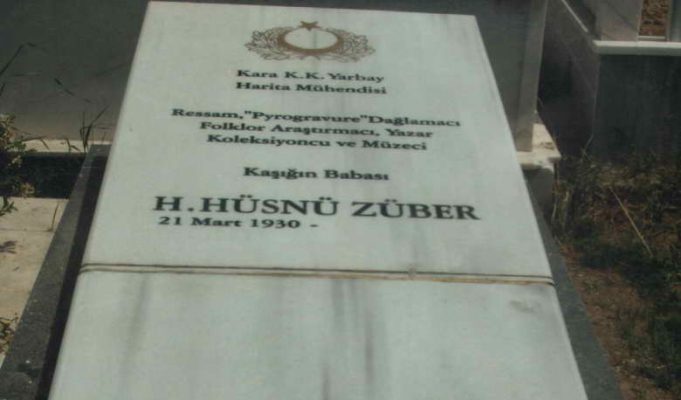 Kara K.K. Yarbay
Harita Mühendisi
Ressam,"Pyrogravure"Dağlamacı
Folklor Araştırmacı, Yazar
Koleksiyoncu ve Müzeci
Kaşığın Babası
H.HÜSNÜ ZÜBER
21 Mart 1930 -